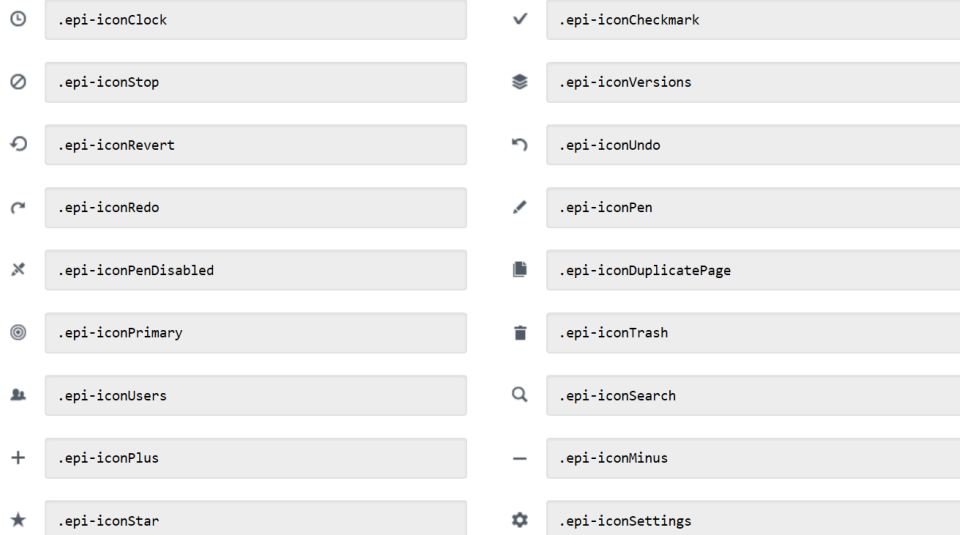 .epi-iconClock
.epi-iconCheckmark
.epi-iconStop
.epi-iconVersions
.epi-iconRevert
.epi-iconUndo
.epi-iconRedo
.epi-iconPen
.epi-iconPenDisabled
.epi-iconDuplicatePage
.epi-iconPrimary
.epi-iconTrash
.epi-iconUsers
.epi-iconSearch
.epi-iconPlus
.epi-iconMinus
.epi-iconStar
.epi-iconSettings